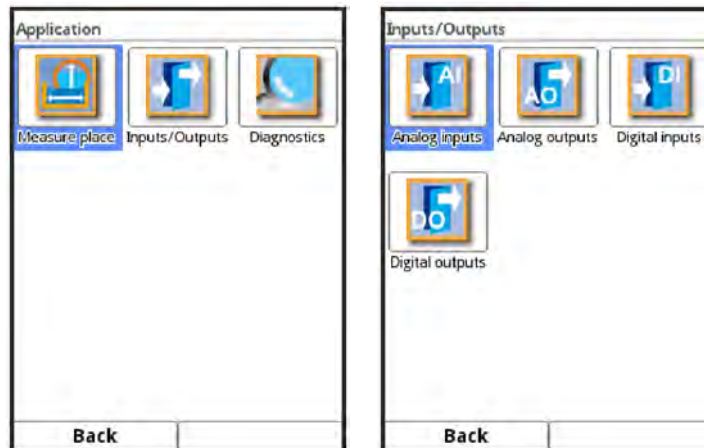 Application
Measure place
Inputs/Outputs
Diagnostics
Back
Inputs/Outputs
AI
Analog inputs
AO
Analog outputs
DI
Digital inputs
DO
Digital outputs
Back